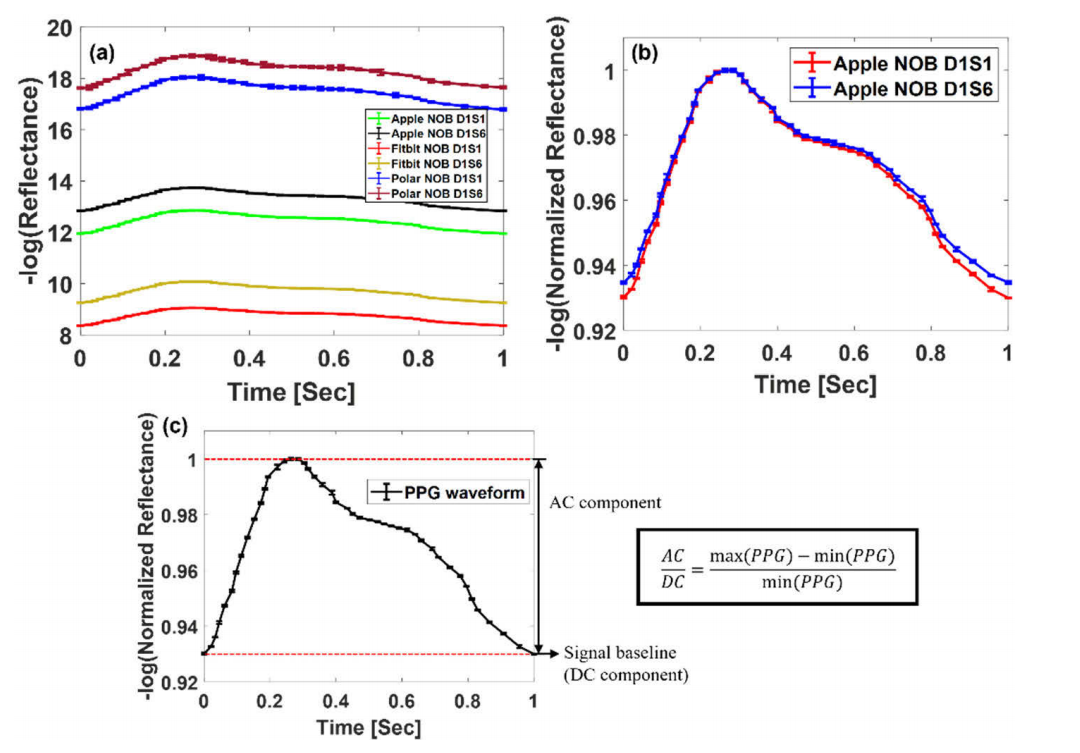 (a)
20
18
16
14
12
10
8
-log(Reflectance)
Apple NOB D1S1
Apple NOB D1S6
Fitbit NOB D1S1
Fitbit NOB D1S6
Polar NOB D1S1
Polar NOB D1S6
0 0.2 0.4 0.6 0.8 1
Time [Sec]
(b)
1
0.98
0.96
0.94
0.92
-log(Normalized Reflectance)
Apple NOB D1S1
Apple NOB D1S6
0 0.2 0.4 0.6 0.8 1
Time [Sec]
(c)
1
0.98
0.96
0.94
0.92
-log(Normalized Reflectance)
PPG waveform
0 0.2 0.4 0.6 0.8 1
Time [Sec]
AC component
Signal baseline
(DC component)
AC/DC = (max(PPG) − min(PPG))/min(PPG)